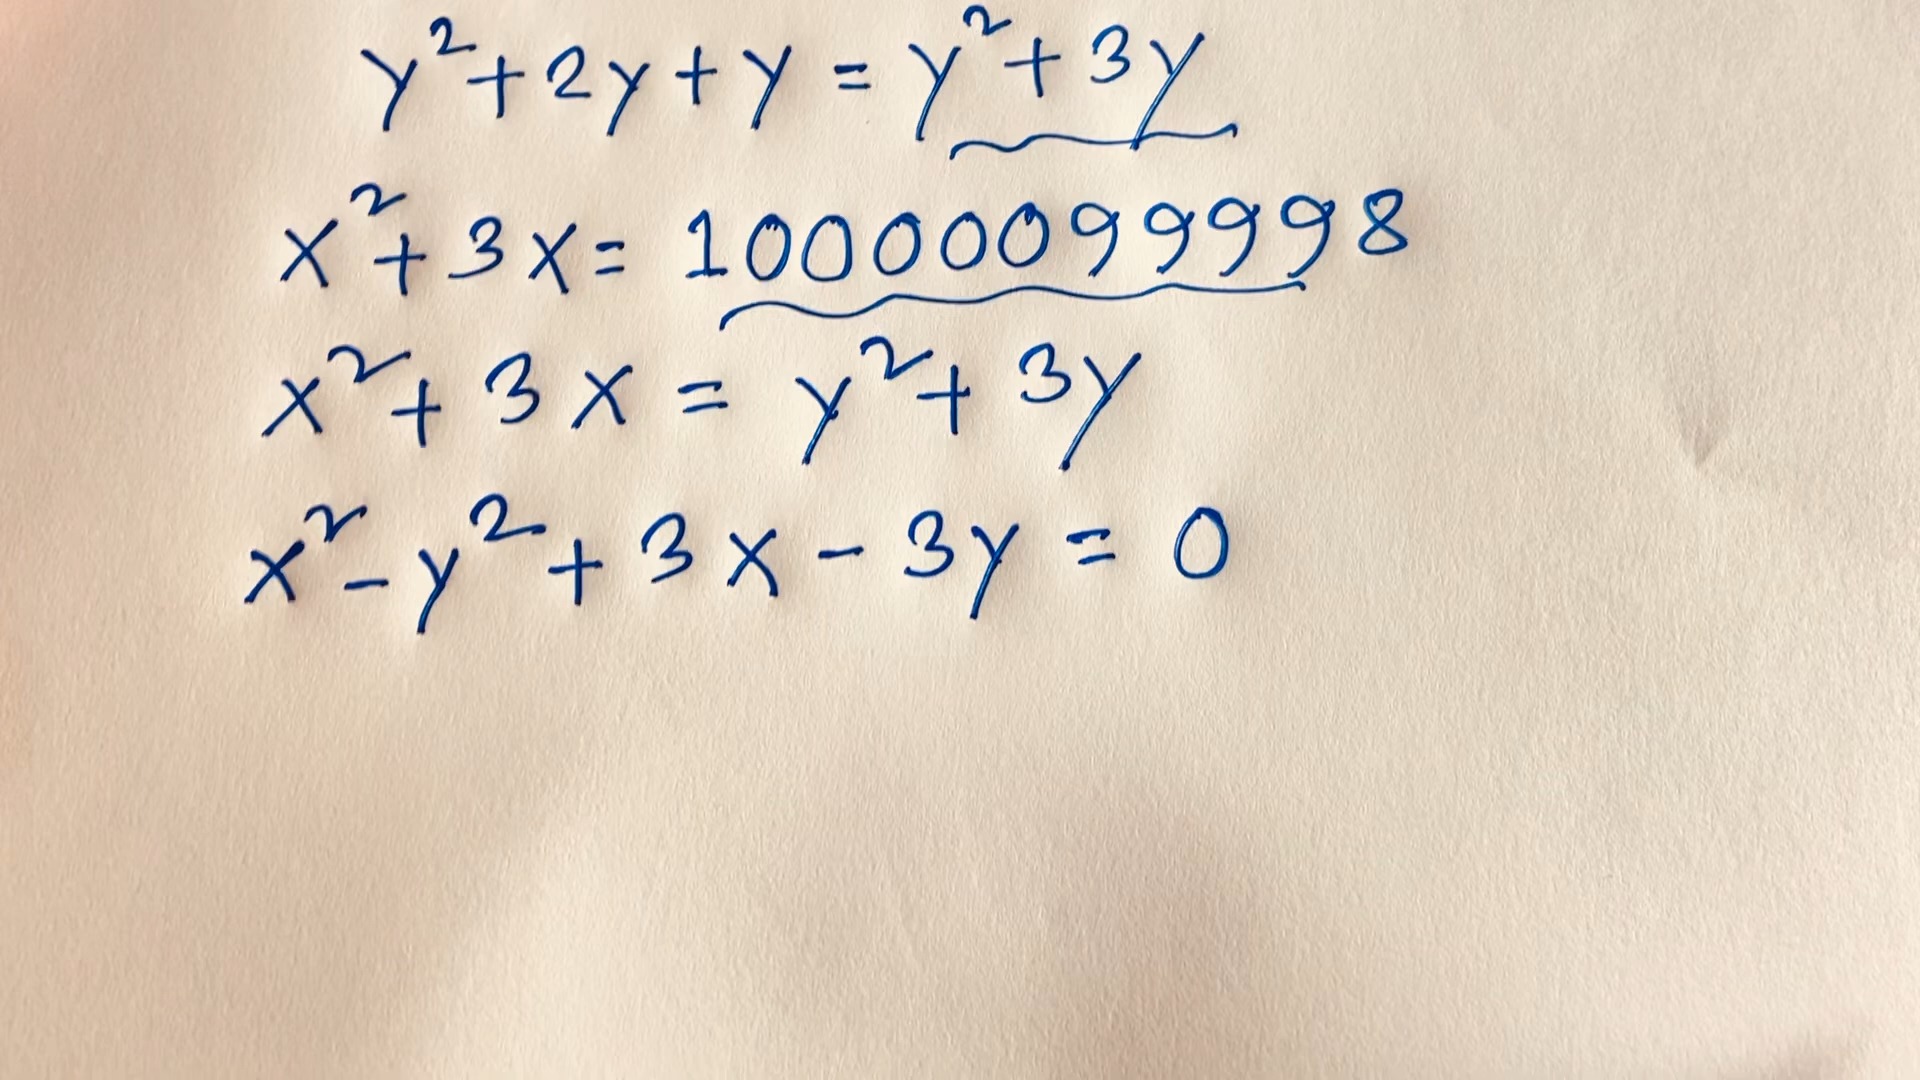 y²+2y+y = y²+3y
x²+3x= 10000099998
x²+3x = y²+3y
x²-y²+3x-3y = 0